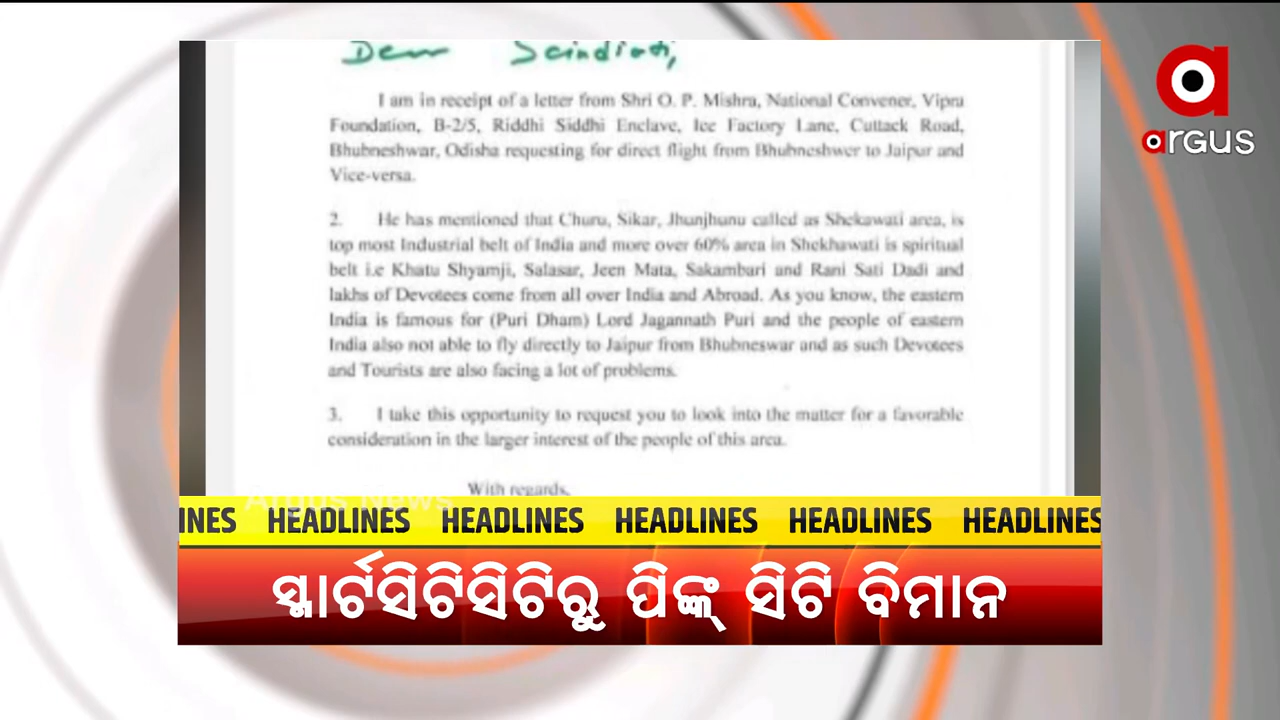 Dear Scindiaji,
argus
I am in receipt of a letter from Shri O. P. Mishra, National Convener, Vipra
Foundation, B-2/5, Riddhi Siddhi Enclave, Ice Factory Lane, Cuttack Road,
Bhubneshwar, Odisha requesting for direct flight from Bhubneshwer to Jaipur and
Vice-versa.
2. He has mentioned that Churu, Sikar, Jhunjhunu called as Shekawati area, is
top most Industrial belt of India and more over 60% area in Shekhawati is spiritual
belt i.e Khatu Shyamji, Salasar, Jeen Mata, Sakambari and Rani Sati Dadi and
lakhs of Devotees come from all over India and Abroad. As you know, the eastern
India is famous for (Puri Dham) Lord Jagannath Puri and the people of eastern
India also not able to fly directly to Jaipur from Bhubneswar and as such Devotees
and Tourists are also facing a lot of problems.
3. I take this opportunity to request you to look into the matter for a favorable
consideration in the larger interest of the people of this area.
With regards,
Argus News
INES HEADLINES HEADLINES HEADLINES HEADLINES HEADLINES
ସ୍ମାର୍ଟସିଟିସିଟିରୁ ପିଙ୍କ୍ ସିଟି ବିମାନ